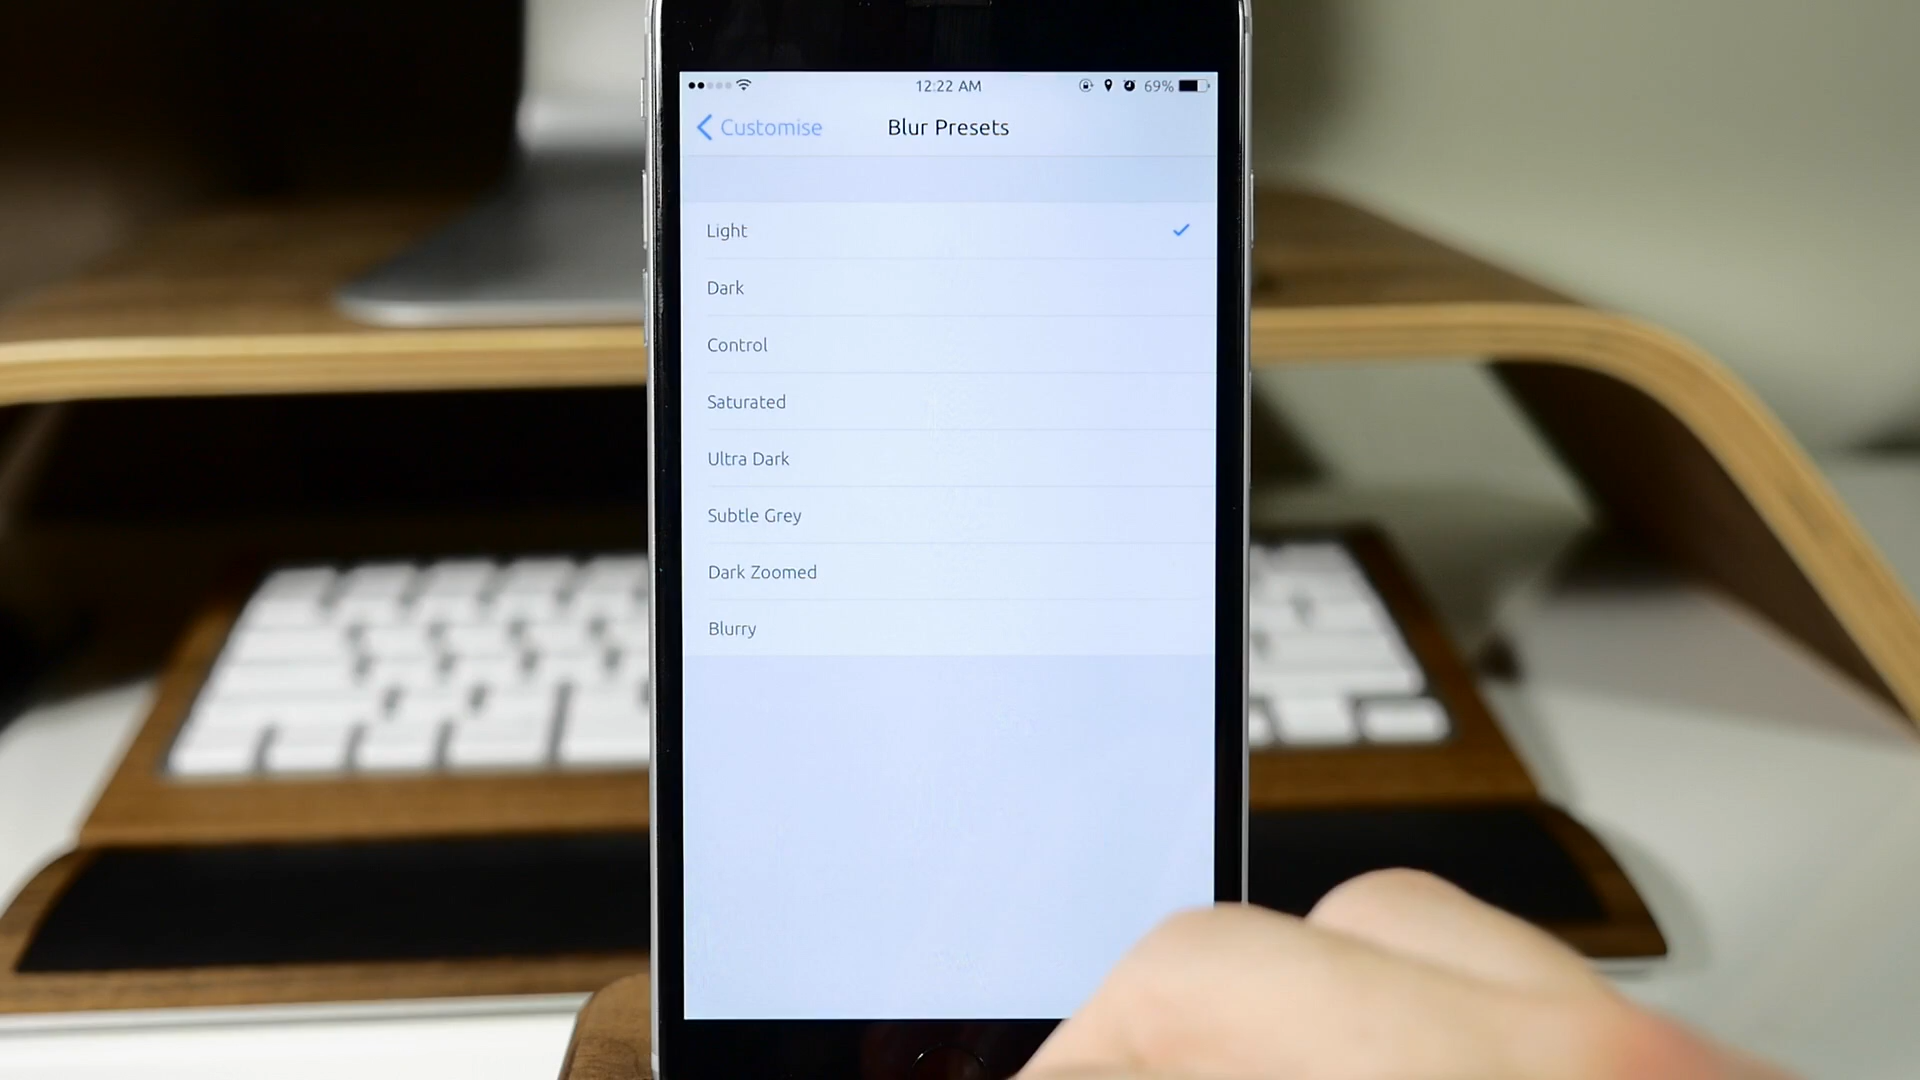 12:22 AM 69%
Customise Blur Presets
Light
Dark
Control
Saturated
Ultra Dark
Subtle Grey
Dark Zoomed
Blurry